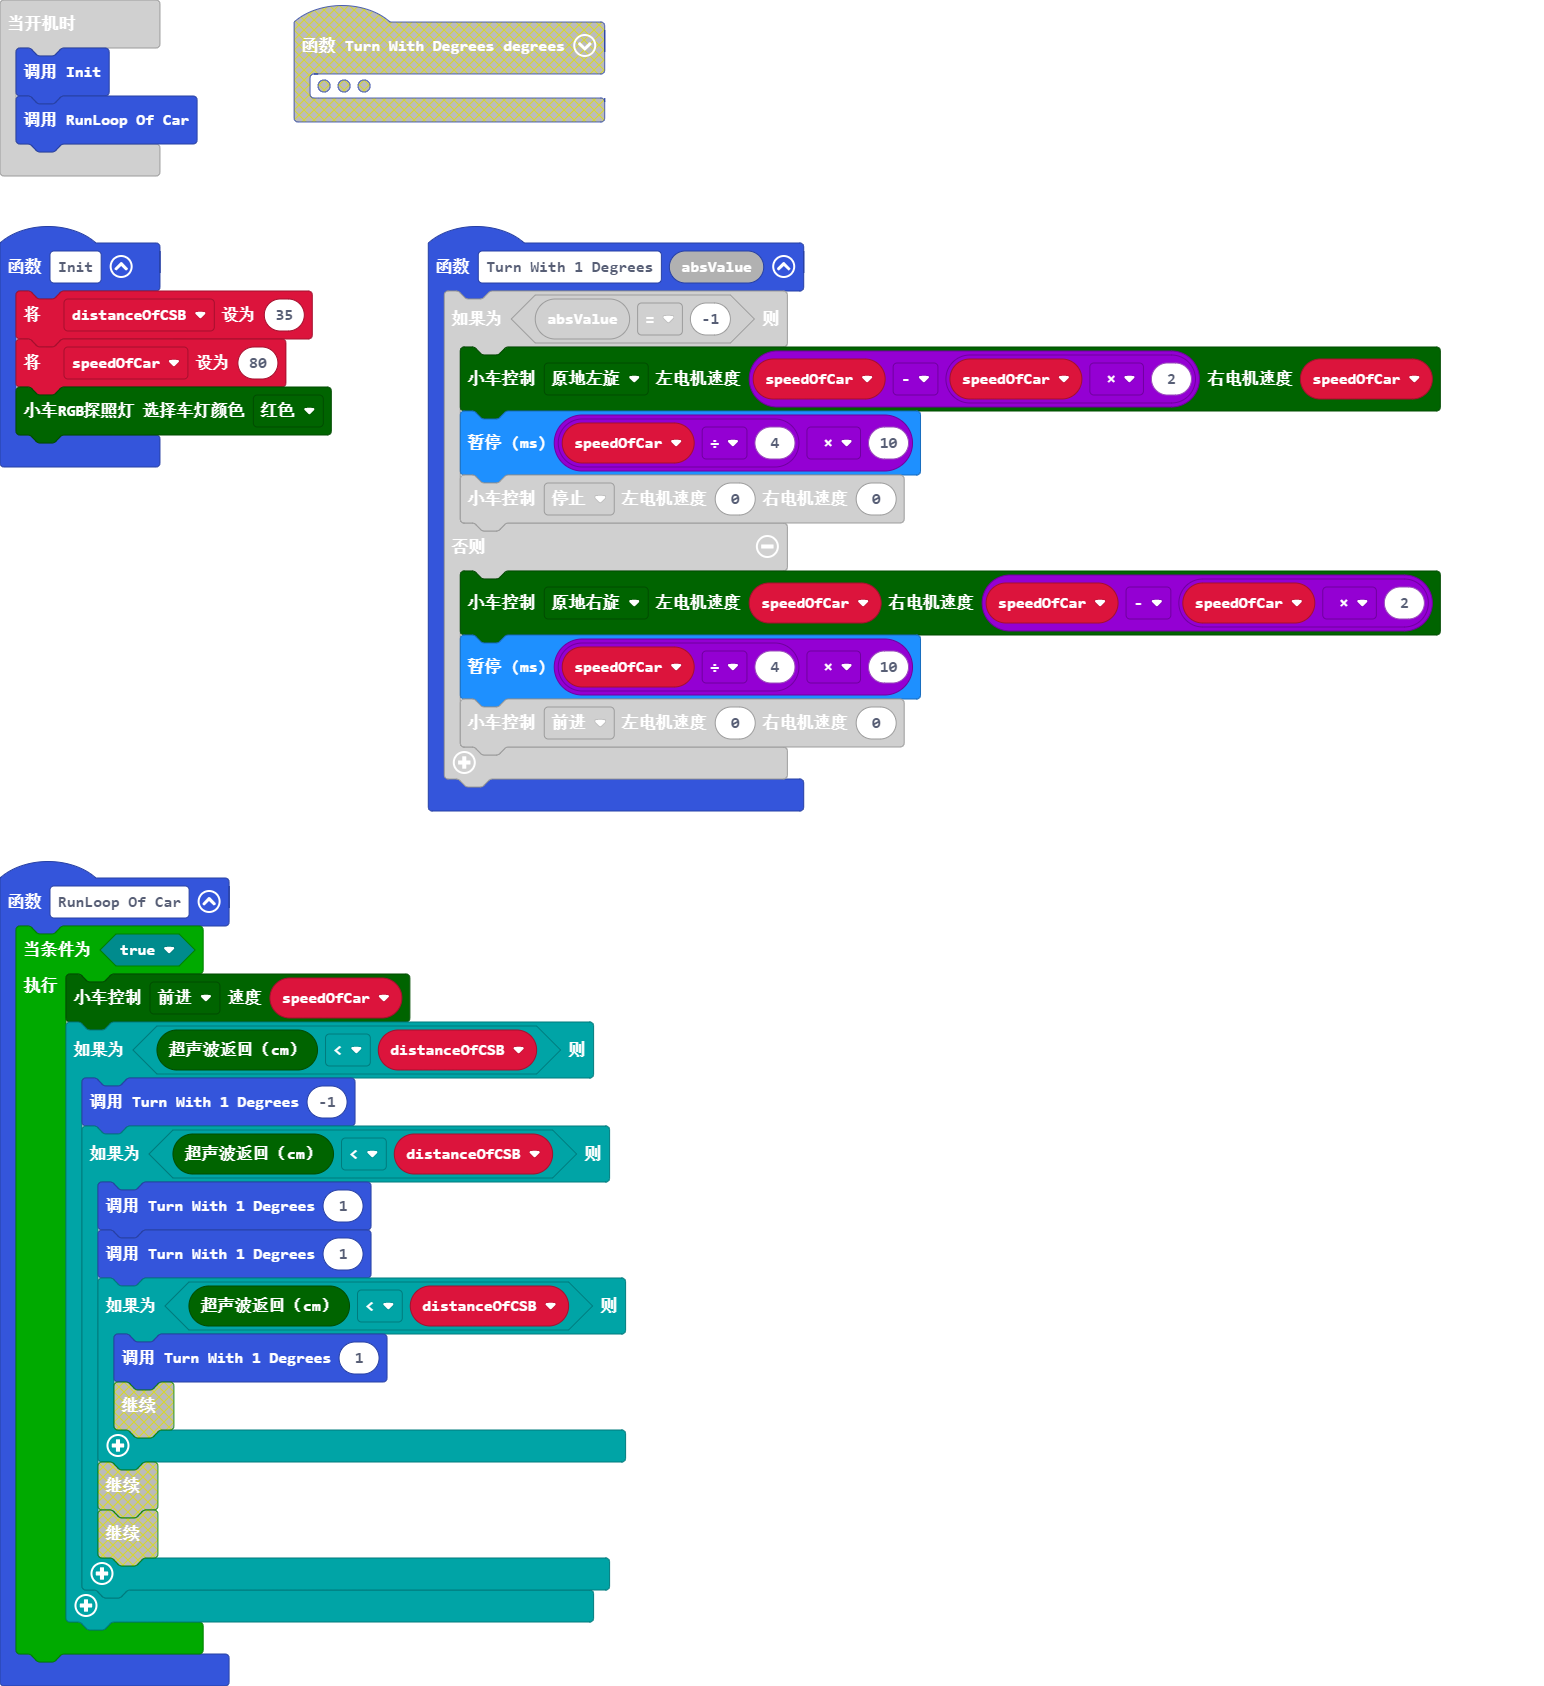 当开机时
调用 Init
调用 RunLoop Of Car
函数 Turn With Degrees degrees
函数 Init
将 distanceOfCSB 设为 35
将 speedOfCar 设为 80
小车RGB探照灯 选择车灯颜色 红色
函数 Turn With 1 Degrees absValue
如果为 absValue = -1 则
小车控制 原地左旋 左电机速度 speedOfCar - speedOfCar × 2 右电机速度 speedOfCar
暂停 (ms) speedOfCar ÷ 4 × 10
小车控制 停止 左电机速度 0 右电机速度 0
否则
小车控制 原地右旋 左电机速度 speedOfCar 右电机速度 speedOfCar - speedOfCar × 2
暂停 (ms) speedOfCar ÷ 4 × 10
小车控制 前进 左电机速度 0 右电机速度 0
函数 RunLoop Of Car
当条件为 true
执行 小车控制 前进 速度 speedOfCar
如果为 超声波返回（cm） < distanceOfCSB 则
调用 Turn With 1 Degrees -1
如果为 超声波返回（cm） < distanceOfCSB 则
调用 Turn With 1 Degrees 1
调用 Turn With 1 Degrees 1
如果为 超声波返回（cm） < distanceOfCSB 则
调用 Turn With 1 Degrees 1
继续
继续
继续